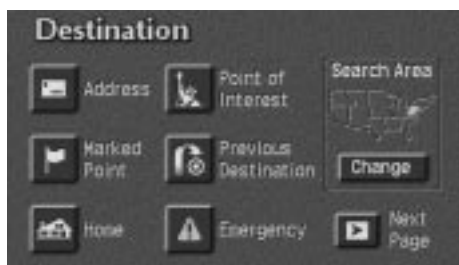 Destination
Address
Point of
Interest
Search Area
Marked
Point
Previous
Destination
Change
Home
Emergency
Next
Page